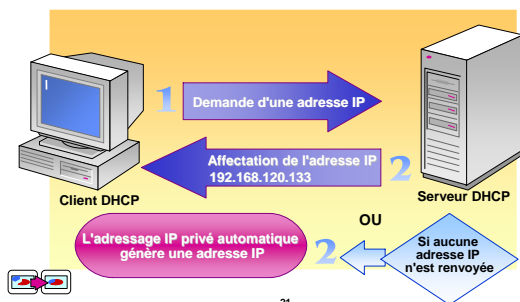 1
Demande d'une adresse IP
Affectation de l'adresse IP
192.168.120.133
2
Client DHCP
Serveur DHCP
OU
L'adressage IP privé automatique
génère une adresse IP
2
Si aucune
adresse IP
n'est renvoyée
21